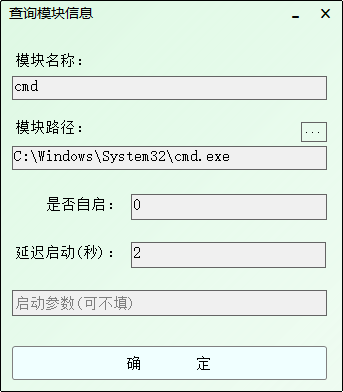 查询模块信息
模块名称：
cmd
模块路径：
...
C:\Windows\System32\cmd.exe
是否自启： 0
延迟启动(秒)： 2
启动参数(可不填)
确 定